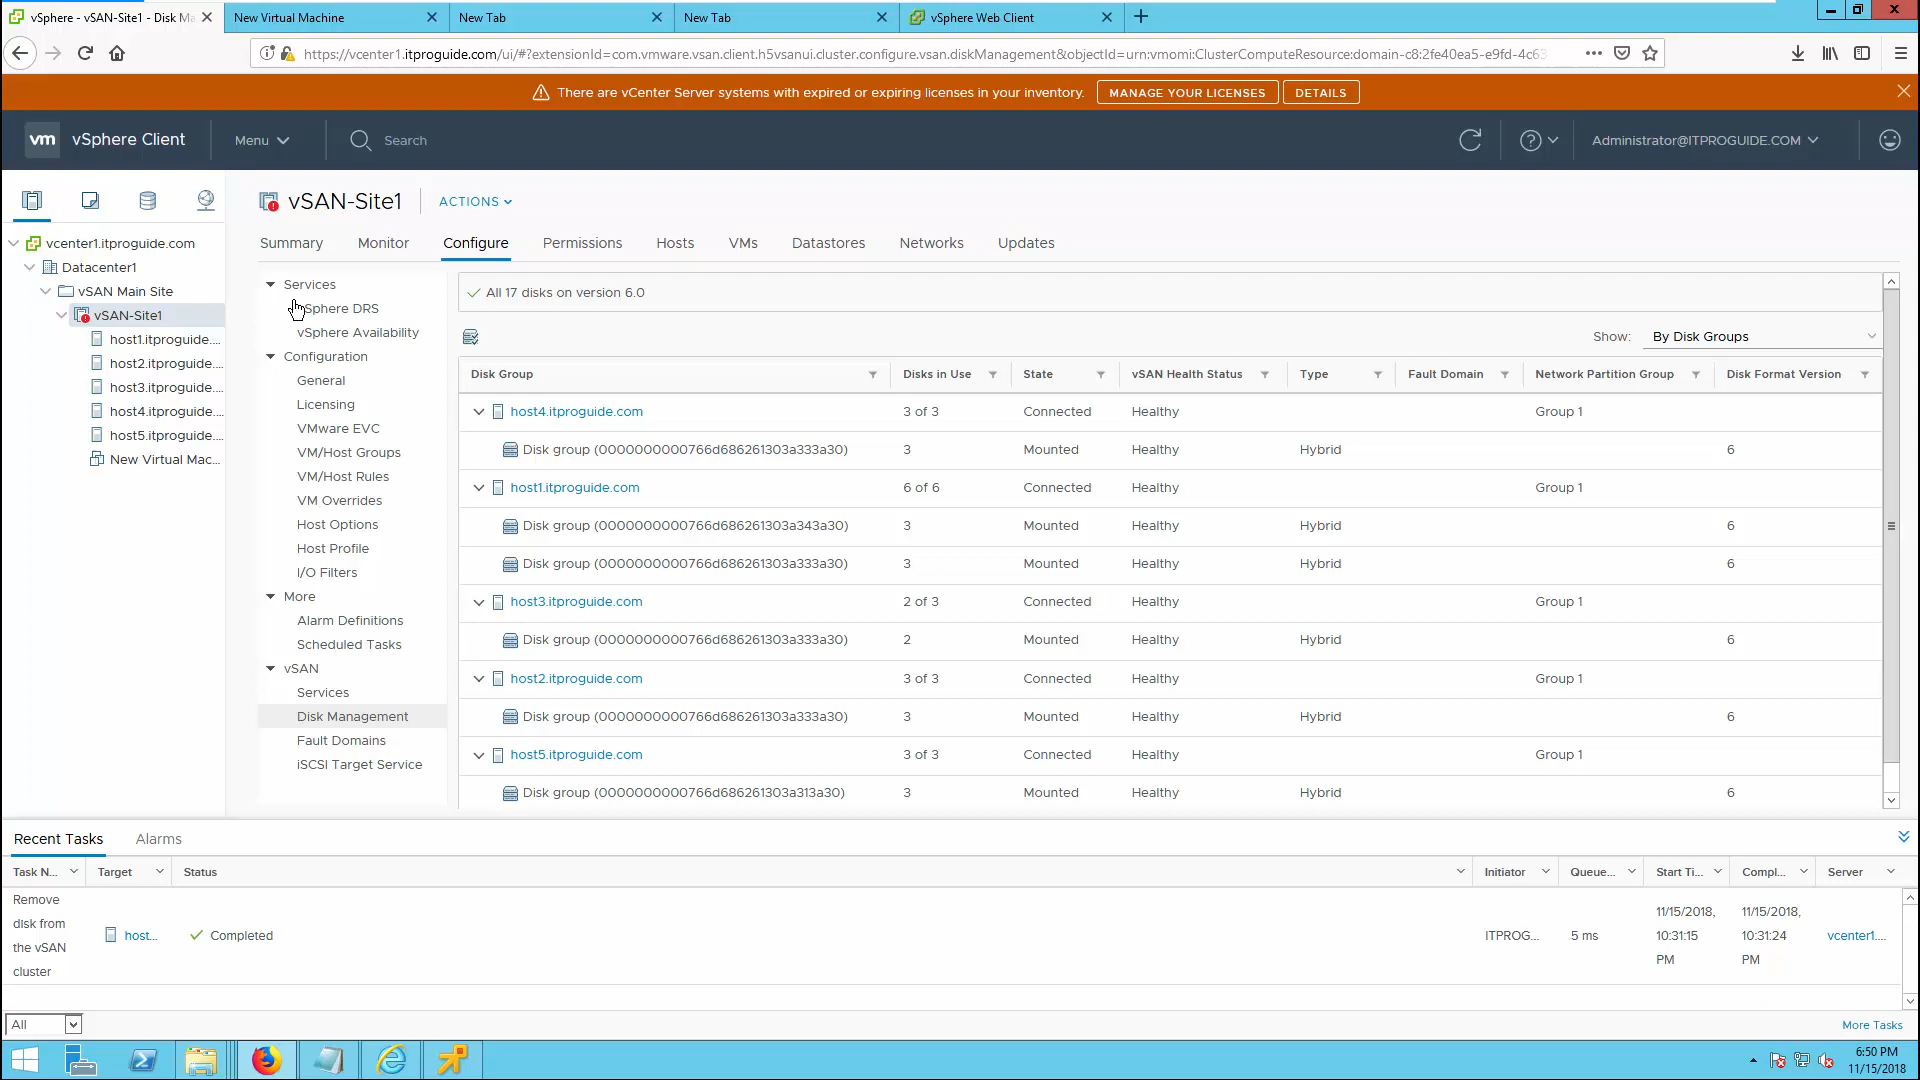 vSphere - vSAN-Site1 - Disk Ma
New Virtual Machine
New Tab
New Tab
vSphere Web Client
https://vcenter1.itproguide.com/ui/#?extensionId=com.vmware.vsan.client.h5vsanui.cluster.configure.vsan.diskManagement&objectId=urn:vmomi:ClusterComputeResource:domain-c8:2fe40ea5-e9fd-4c63
There are vCenter Server systems with expired or expiring licenses in your inventory.
MANAGE YOUR LICENSES
DETAILS
vm vSphere Client
Menu
Search
Administrator@ITPROGUIDE.COM
vcenter1.itproguide.com
Datacenter1
vSAN Main Site
vSAN-Site1
host1.itproguide....
host2.itproguide....
host3.itproguide....
host4.itproguide....
host5.itproguide....
New Virtual Mac...
vSAN-Site1
ACTIONS
Summary Monitor Configure Permissions Hosts VMs Datastores Networks Updates
Services
Sphere DRS
vSphere Availability
Configuration
General
Licensing
VMware EVC
VM/Host Groups
VM/Host Rules
VM Overrides
Host Options
Host Profile
I/O Filters
More
Alarm Definitions
Scheduled Tasks
vSAN
Services
Disk Management
Fault Domains
iSCSI Target Service
All 17 disks on version 6.0
Show: By Disk Groups
Disk Group Disks in Use State vSAN Health Status Type Fault Domain Network Partition Group Disk Format Version
host4.itproguide.com 3 of 3 Connected Healthy Group 1
Disk group (0000000000766d686261303a333a30) 3 Mounted Healthy Hybrid 6
host1.itproguide.com 6 of 6 Connected Healthy Group 1
Disk group (0000000000766d686261303a343a30) 3 Mounted Healthy Hybrid 6
Disk group (0000000000766d686261303a333a30) 3 Mounted Healthy Hybrid 6
host3.itproguide.com 2 of 3 Connected Healthy Group 1
Disk group (0000000000766d686261303a333a30) 2 Mounted Healthy Hybrid 6
host2.itproguide.com 3 of 3 Connected Healthy Group 1
Disk group (0000000000766d686261303a333a30) 3 Mounted Healthy Hybrid 6
host5.itproguide.com 3 of 3 Connected Healthy Group 1
Disk group (0000000000766d686261303a313a30) 3 Mounted Healthy Hybrid 6
Recent Tasks Alarms
Task N... Target Status Initiator Queue... Start Ti... Compl... Server
Remove
disk from
the vSAN
cluster
host...
Completed
ITPROG...
5 ms
11/15/2018,
10:31:15
PM
11/15/2018,
10:31:24
PM
vcenter1....
All
More Tasks
6:50 PM
11/15/2018